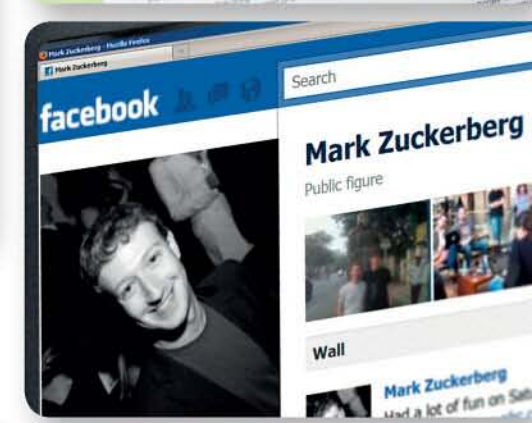 Mark Zuckerberg - Mozilla Firefox
Mark Zuckerberg
facebook
Search
Mark Zuckerberg
Public figure
Wall
Mark Zuckerberg
Had a lot of fun on Satu